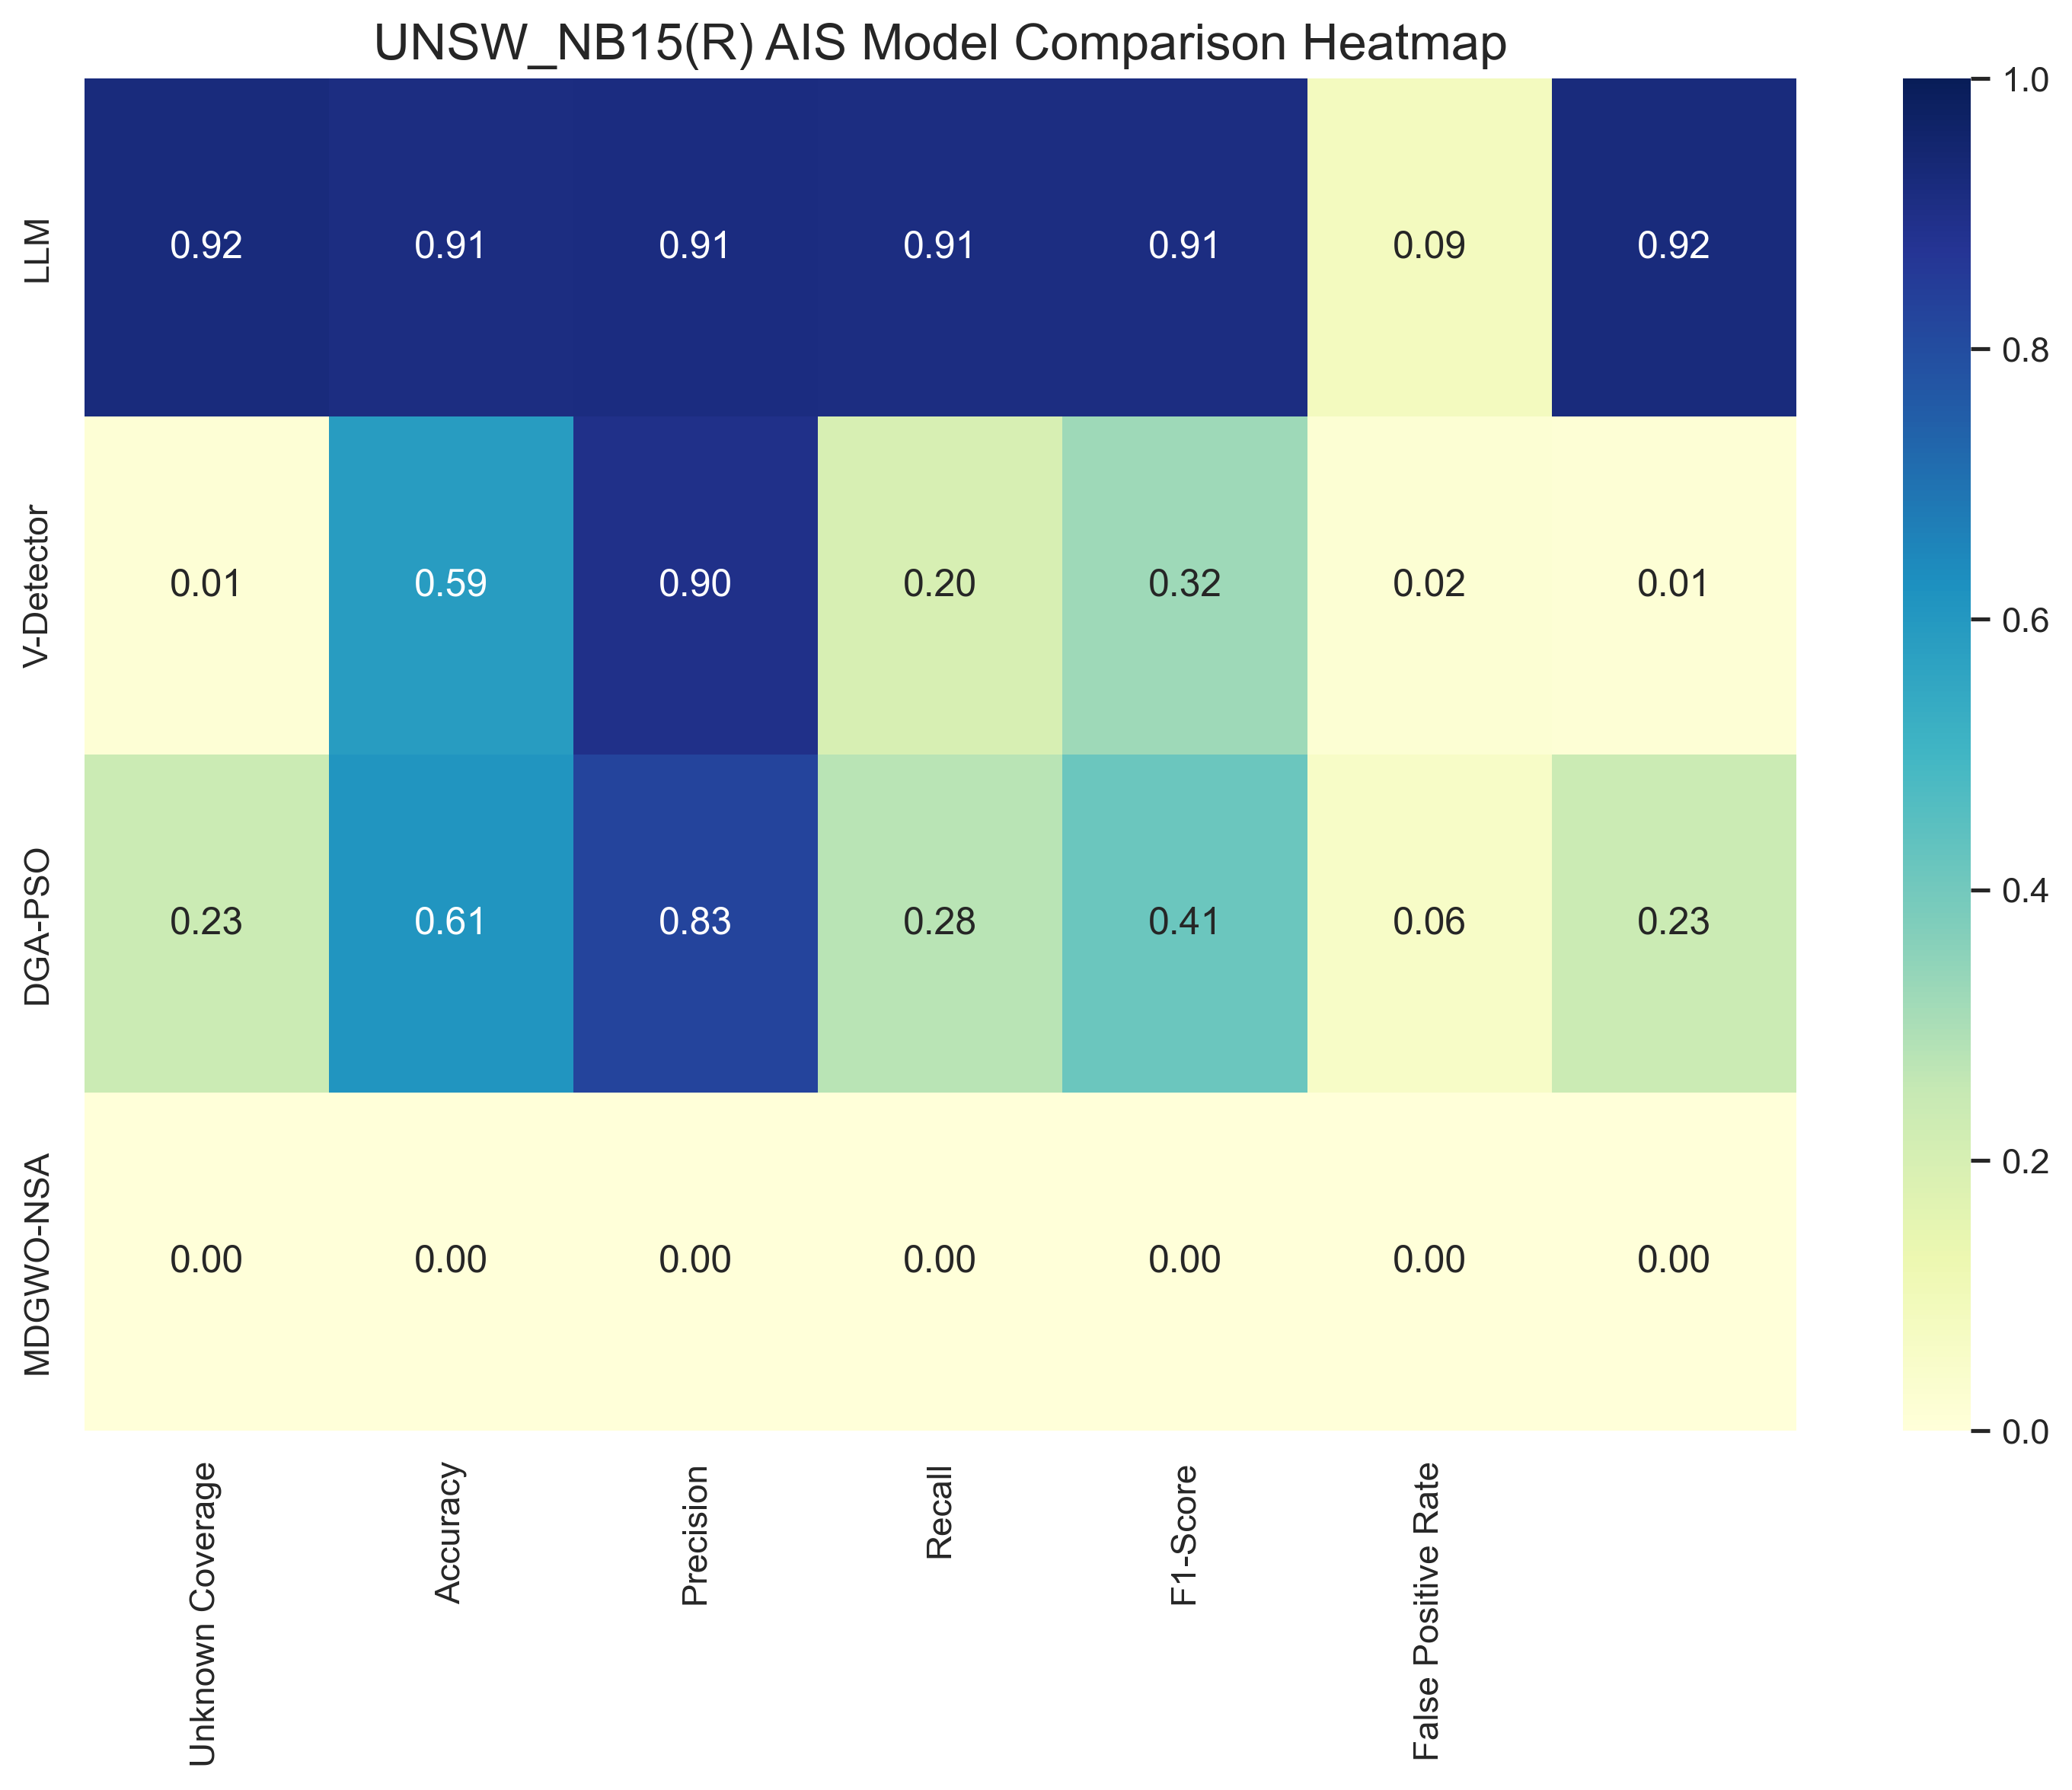 UNSW_NB15(R) AIS Model Comparison Heatmap
LLM
0.92 0.91 0.91 0.91 0.91 0.09 0.92
V-Detector
0.01 0.59 0.90 0.20 0.32 0.02 0.01
DGA-PSO
0.23 0.61 0.83 0.28 0.41 0.06 0.23
MDGWO-NSA
0.00 0.00 0.00 0.00 0.00 0.00 0.00
Unknown Coverage
Accuracy
Precision
Recall
F1-Score
False Positive Rate
1.0
0.8
0.6
0.4
0.2
0.0